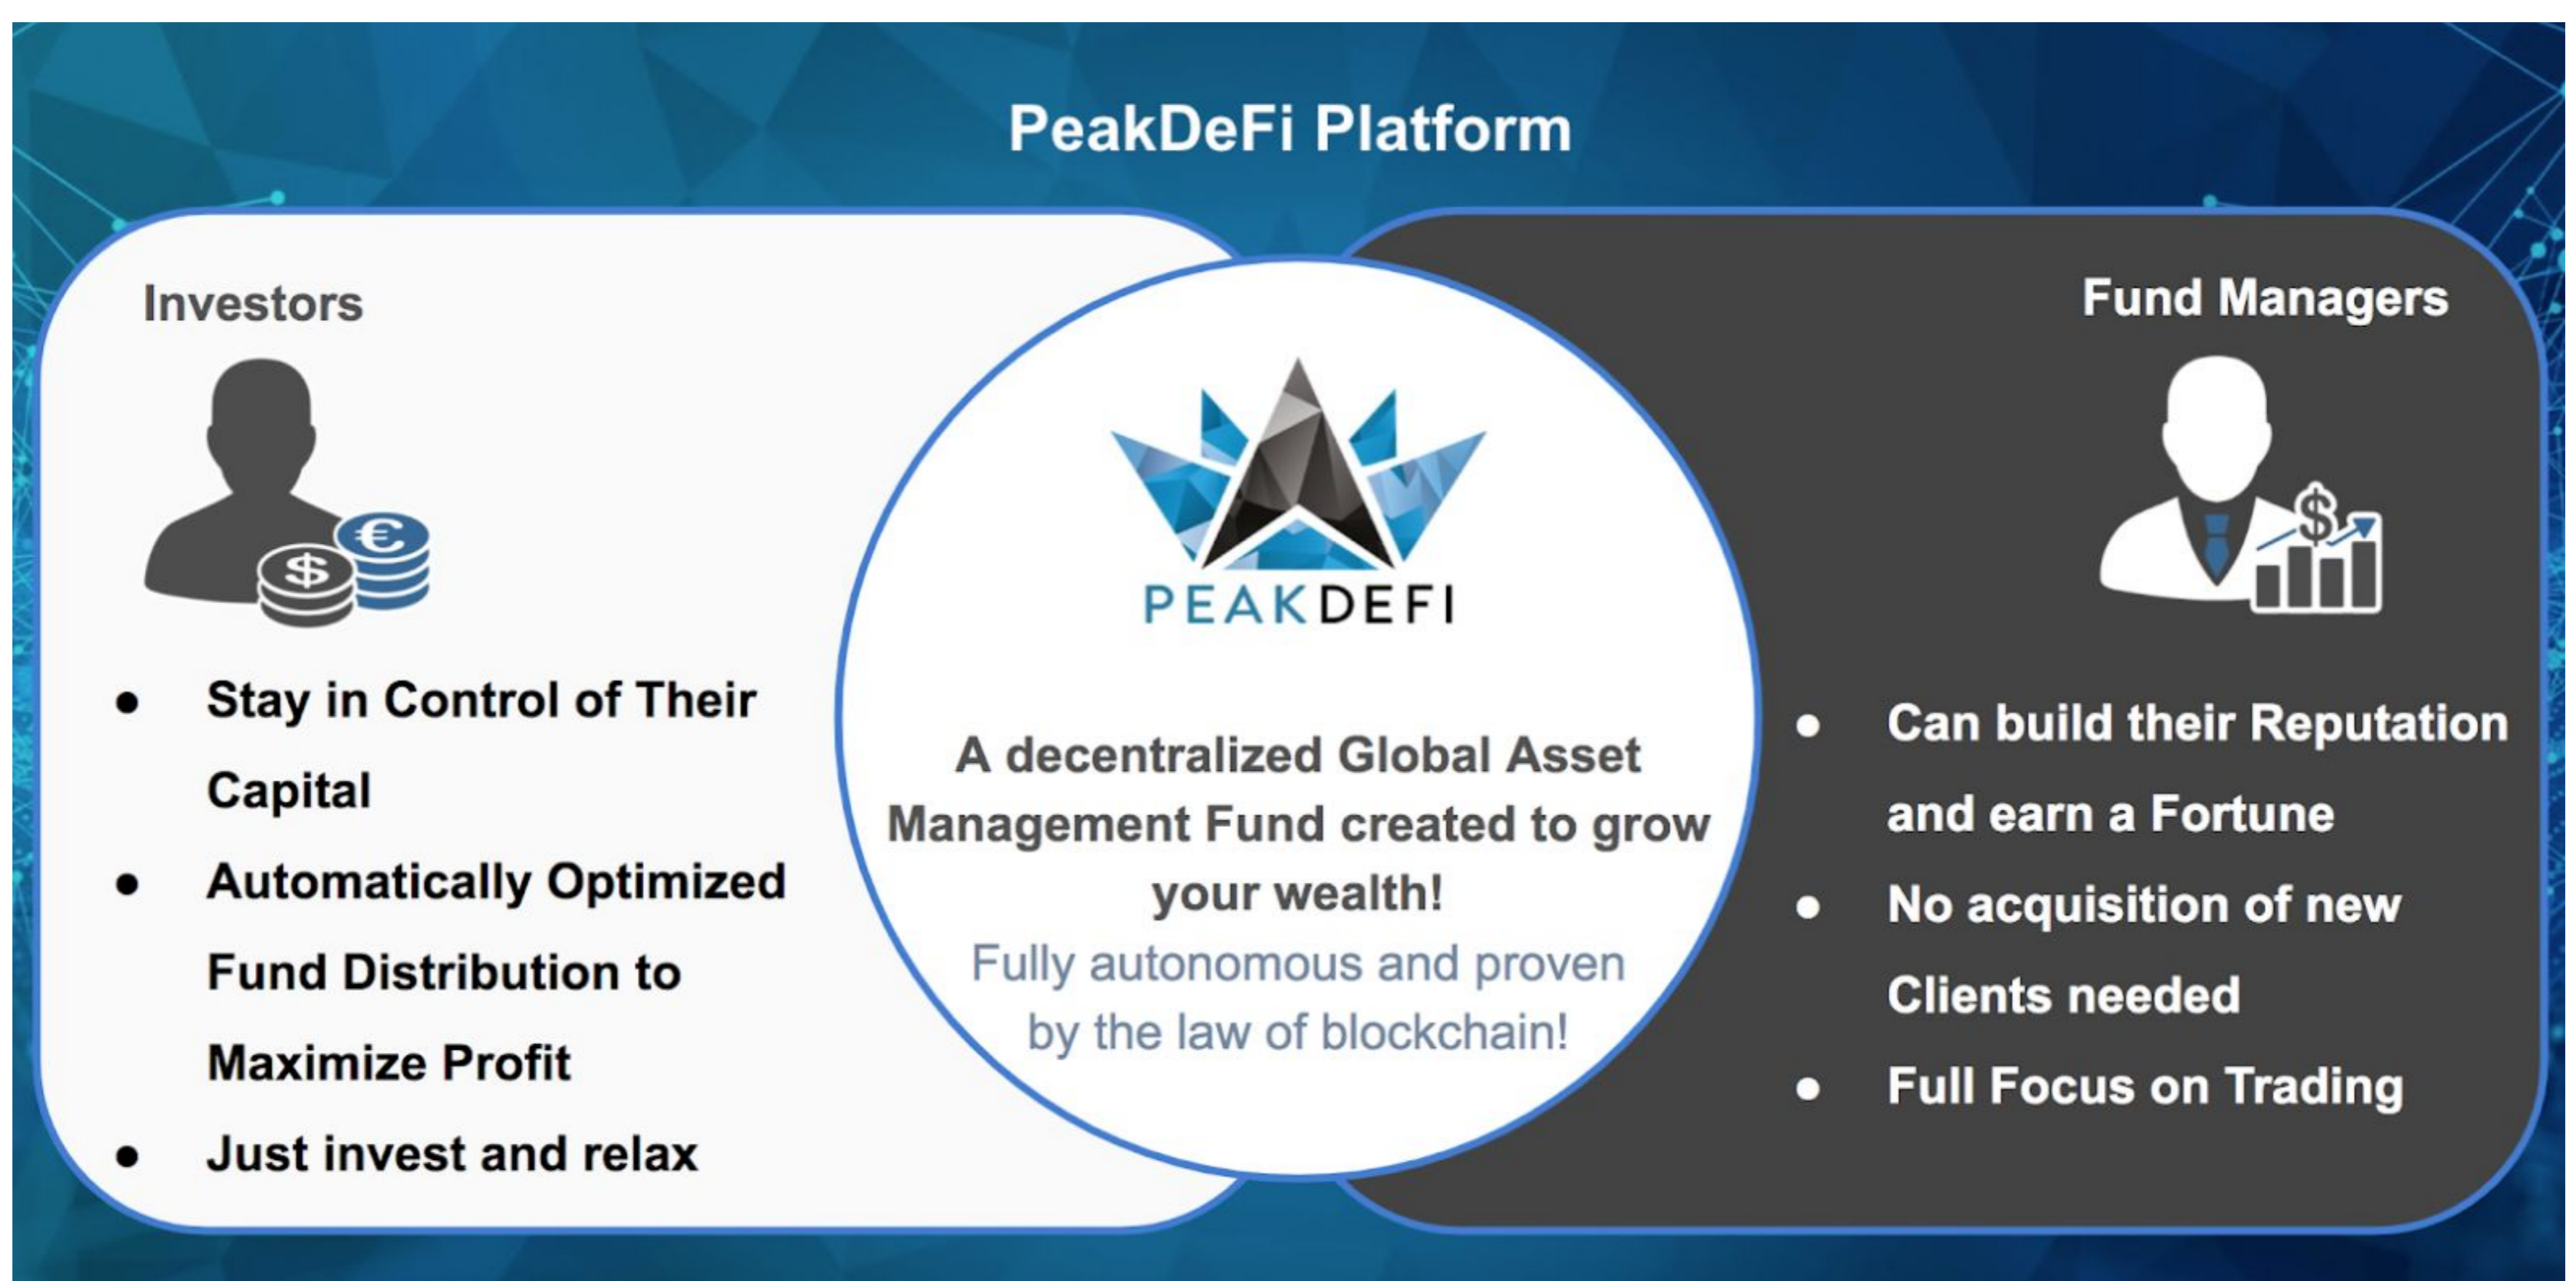 PeakDeFi Platform
Investors
$
€
● Stay in Control of Their
Capital
● Automatically Optimized
Fund Distribution to
Maximize Profit
● Just invest and relax
PEAKDEFI
A decentralized Global Asset
Management Fund created to grow
your wealth!
Fully autonomous and proven
by the law of blockchain!
Fund Managers
$
● Can build their Reputation
and earn a Fortune
● No acquisition of new
Clients needed
● Full Focus on Trading